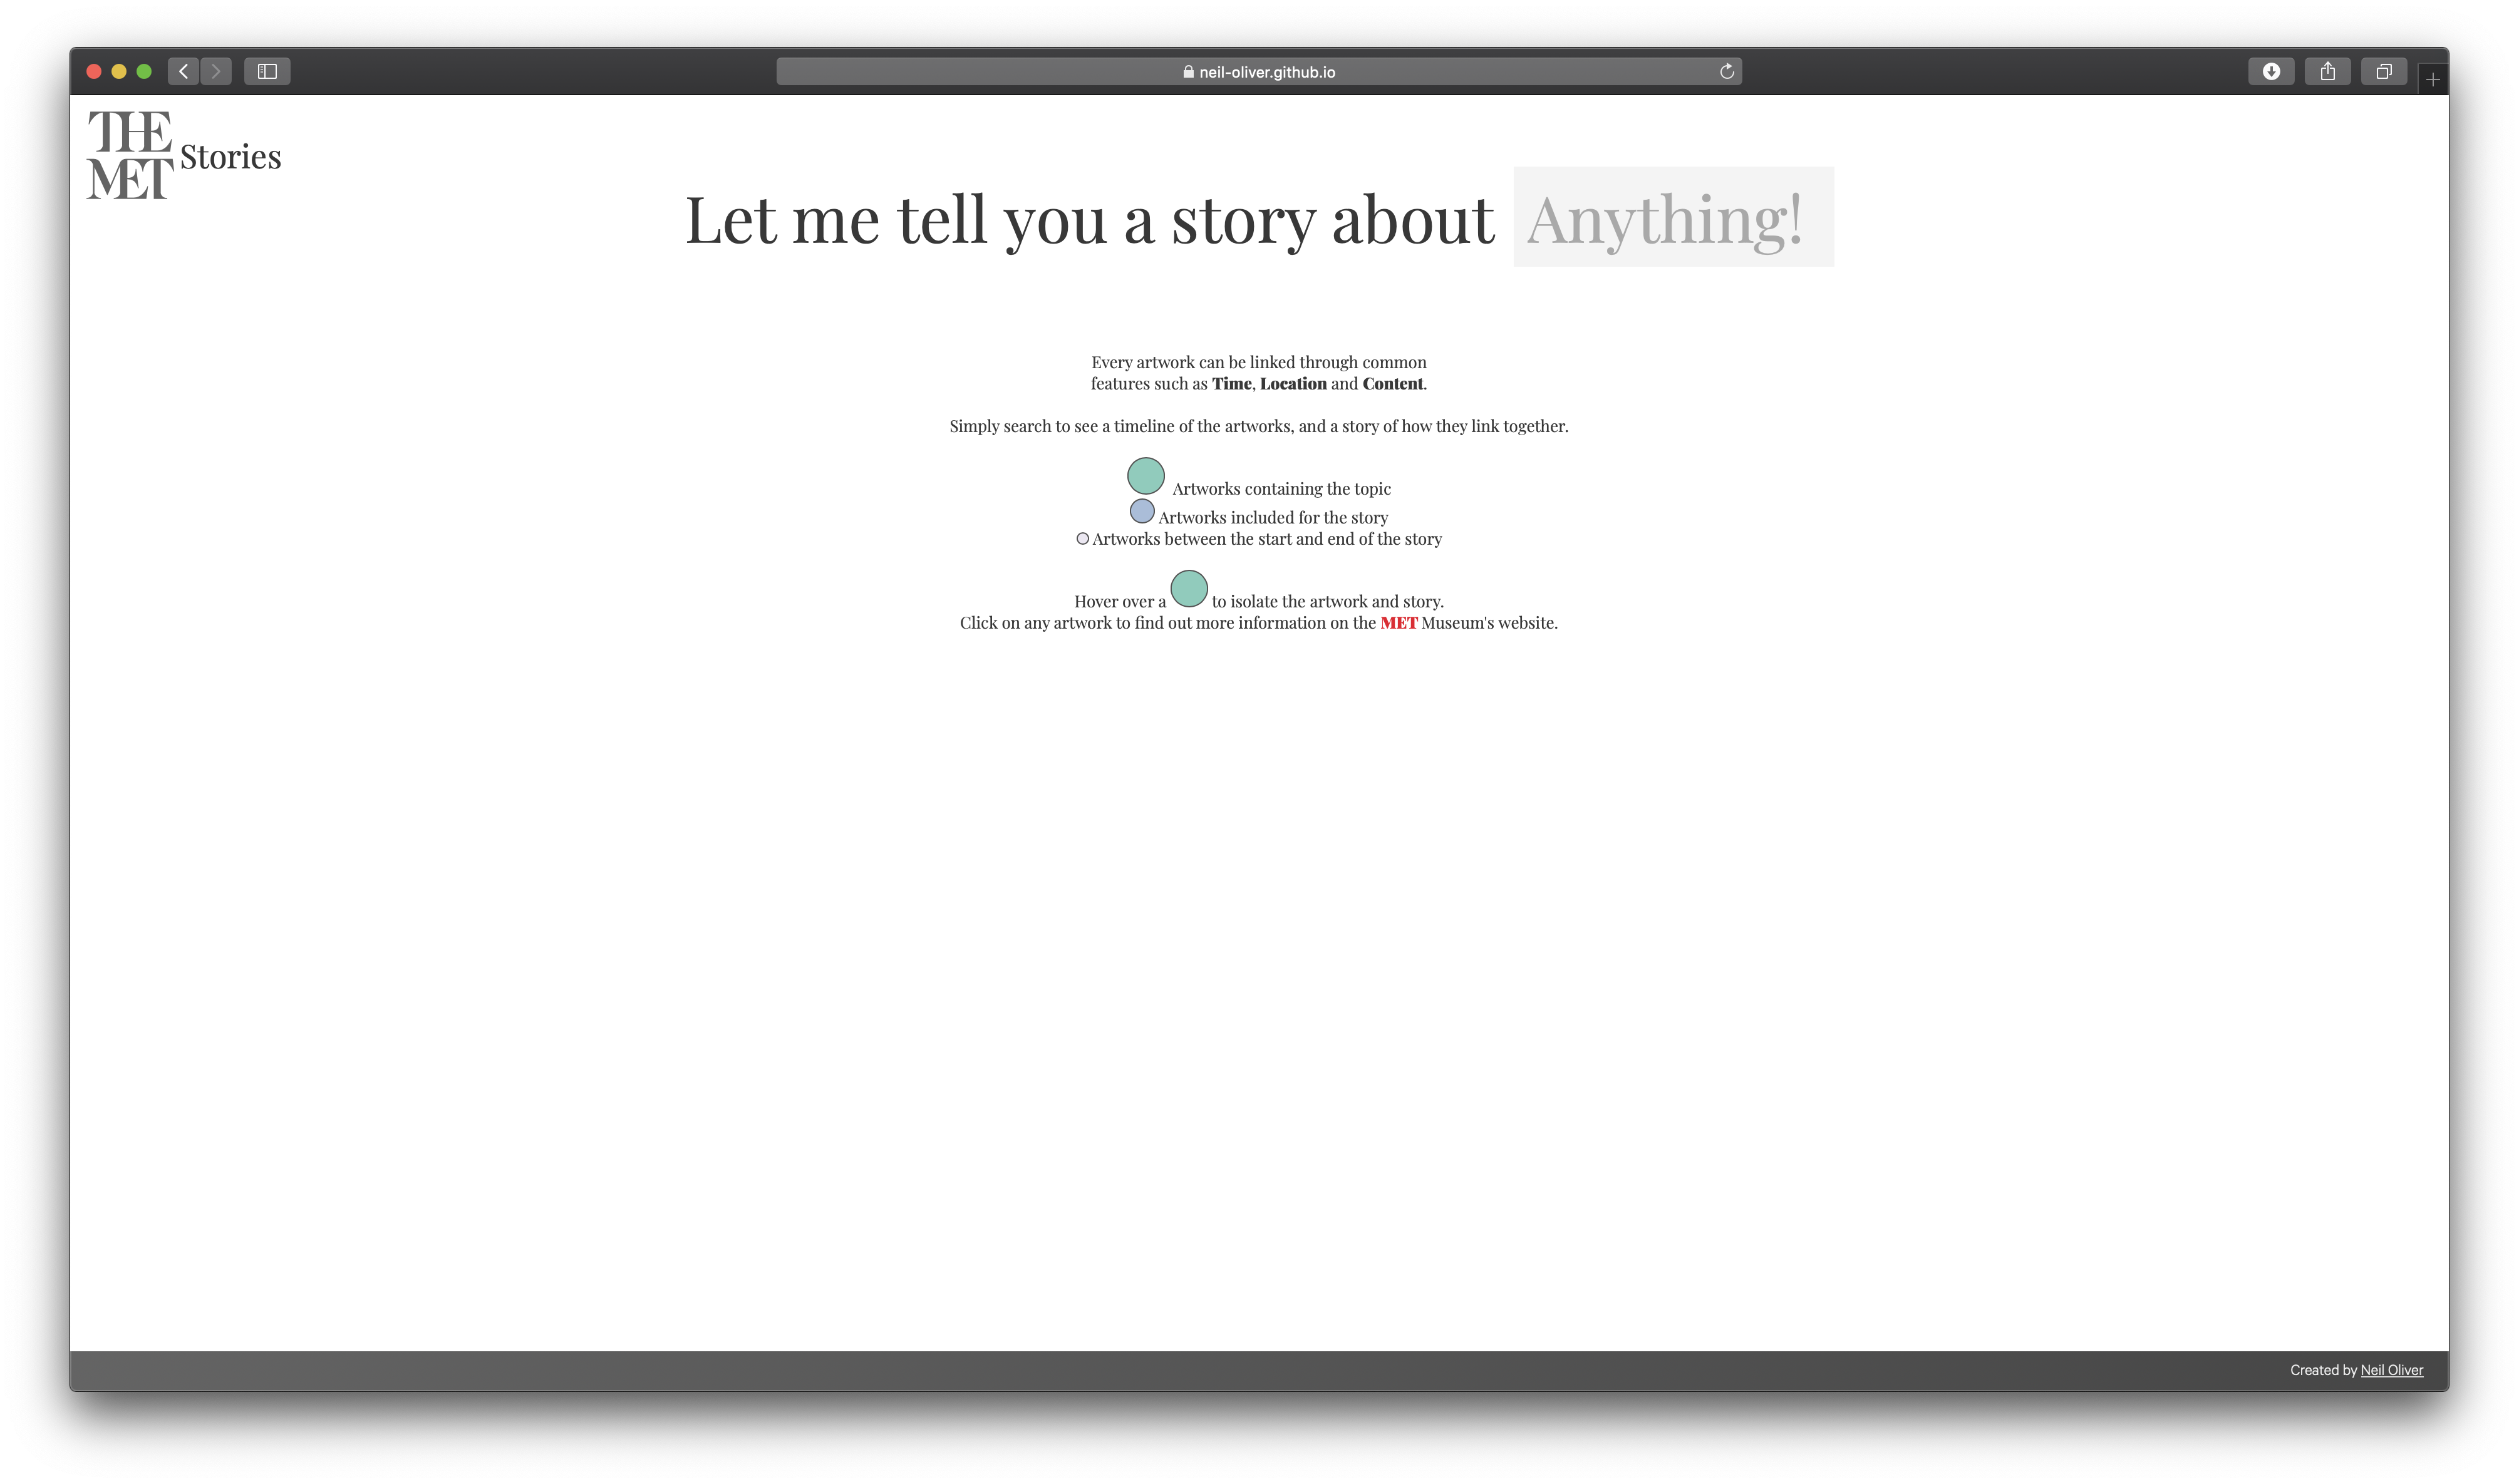 neil-oliver.github.io
THE
MET
Stories
Let me tell you a story about Anything!
Every artwork can be linked through common
features such as Time, Location and Content.
Simply search to see a timeline of the artworks, and a story of how they link together.
Artworks containing the topic
Artworks included for the story
Artworks between the start and end of the story
Hover over a to isolate the artwork and story.
Click on any artwork to find out more information on the MET Museum's website.
Created by Neil Oliver